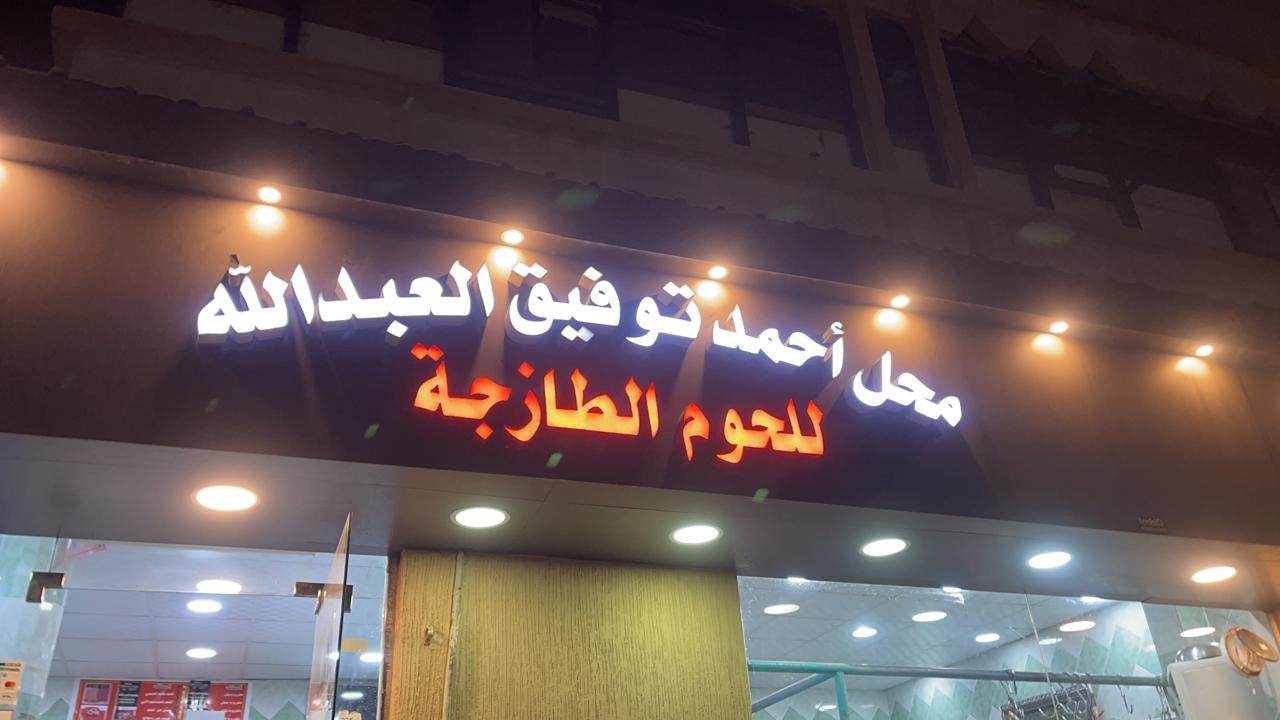 محل أحمد توفيق العبدالله
للحوم الطازجة